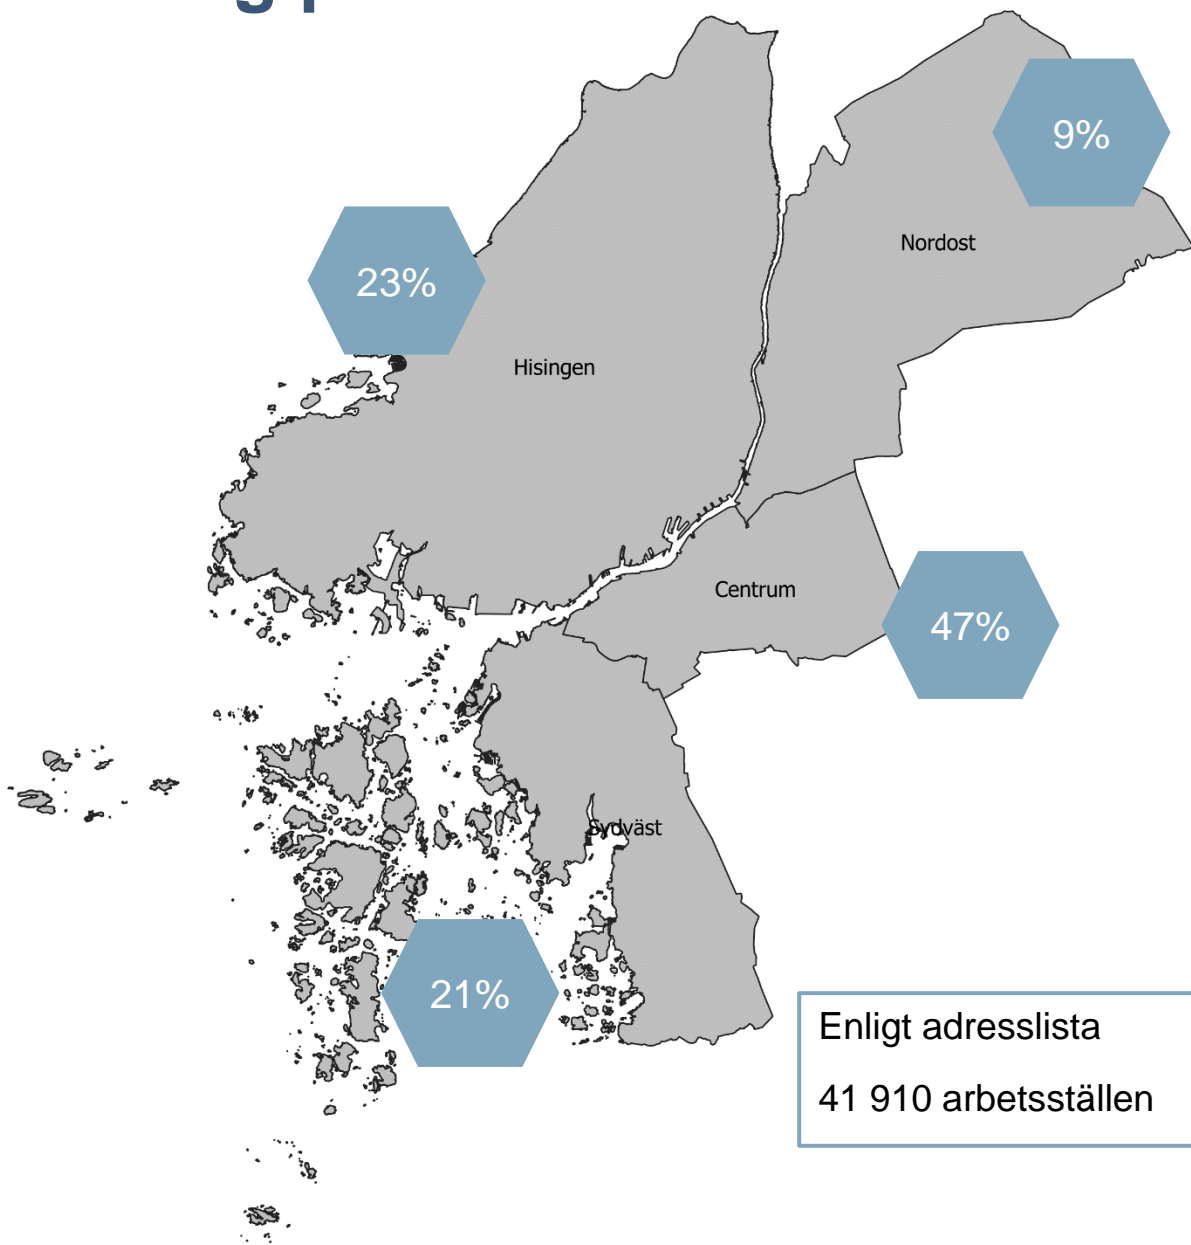 9%
Nordost
23%
Hisingen
Centrum
47%
Sydväst
21%
Enligt adresslista
41 910 arbetsställen